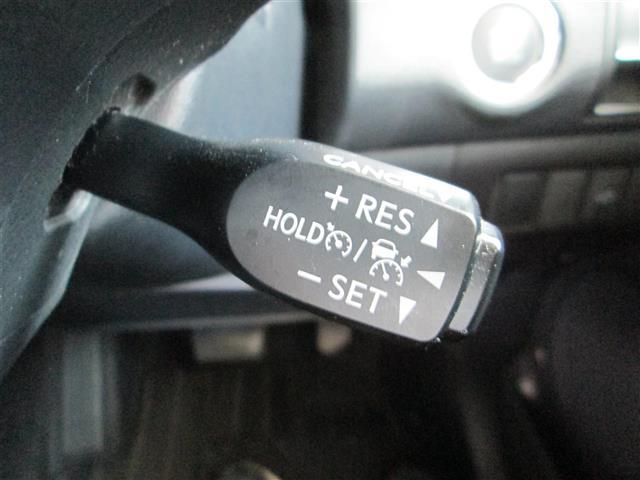 CANCEL
+ RES
HOLD /
− SET